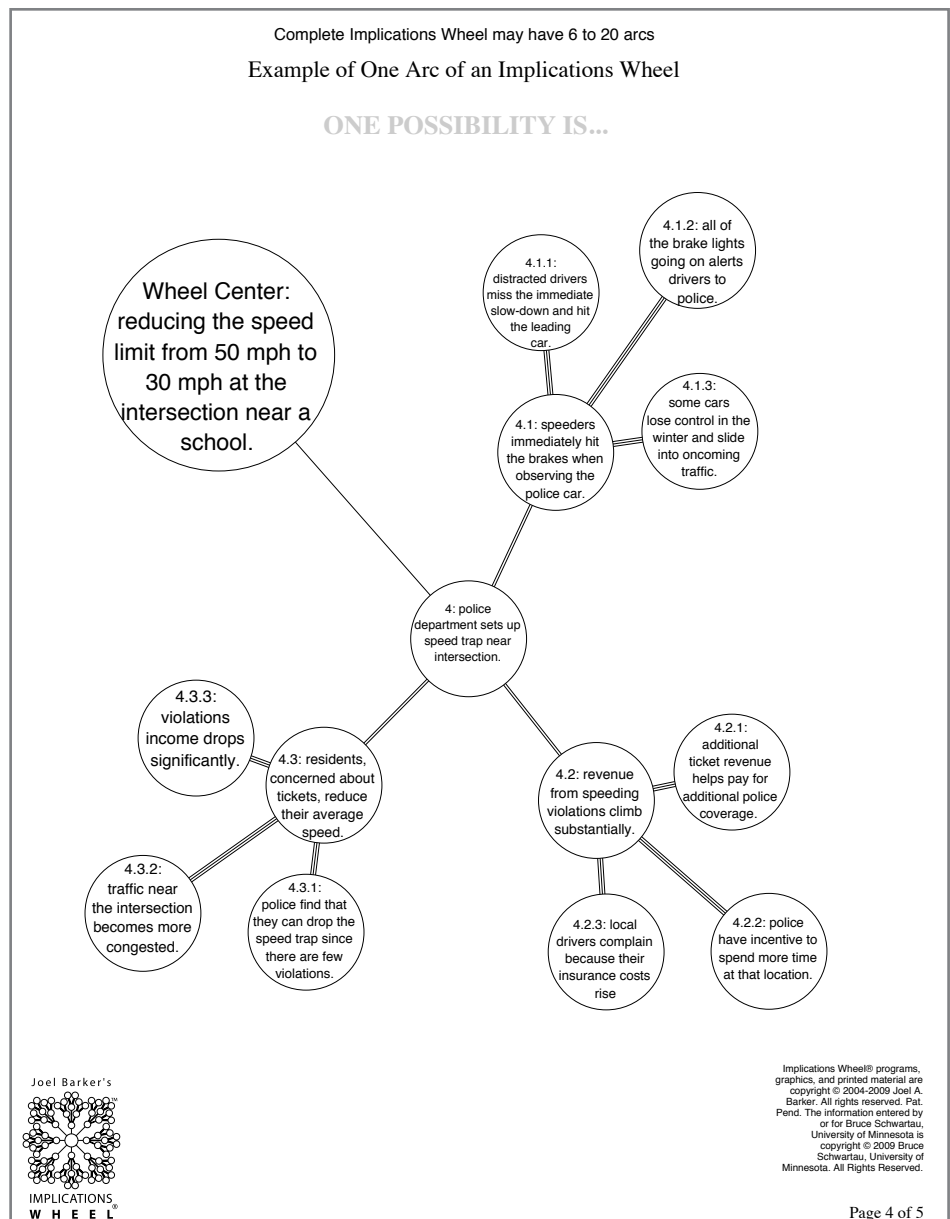 Complete Implications Wheel may have 6 to 20 arcs
Example of One Arc of an Implications Wheel
ONE POSSIBILITY IS...
Wheel Center:
reducing the speed
limit from 50 mph to
30 mph at the
intersection near a
school.
4.1.1:
distracted drivers
miss the immediate
slow-down and hit
the leading
car.
4.1.2: all of
the brake lights
going on alerts
drivers to
police.
4.1.3:
some cars
lose control in the
winter and slide
into oncoming
traffic.
4.1: speeders
immediately hit
the brakes when
observing the
police car.
4: police
department sets up
speed trap near
intersection.
4.3.3:
violations
income drops
significantly.
4.3: residents,
concerned about
tickets, reduce
their average
speed.
4.3.2:
traffic near
the intersection
becomes more
congested.
4.3.1:
police find that
they can drop the
speed trap since
there are few
violations.
4.2: revenue
from speeding
violations climb
substantially.
4.2.1:
additional
ticket revenue
helps pay for
additional police
coverage.
4.2.3: local
drivers complain
because their
insurance costs
rise
4.2.2: police
have incentive to
spend more time
at that location.
Joel Barker's
™
IMPLICATIONS
WHEEL®
Implications Wheel® programs,
graphics, and printed material are
copyright © 2004-2009 Joel A.
Barker. All rights reserved. Pat.
Pend. The information entered by
or for Bruce Schwartau,
University of Minnesota is
copyright © 2009 Bruce
Schwartau, University of
Minnesota. All Rights Reserved.
Page 4 of 5